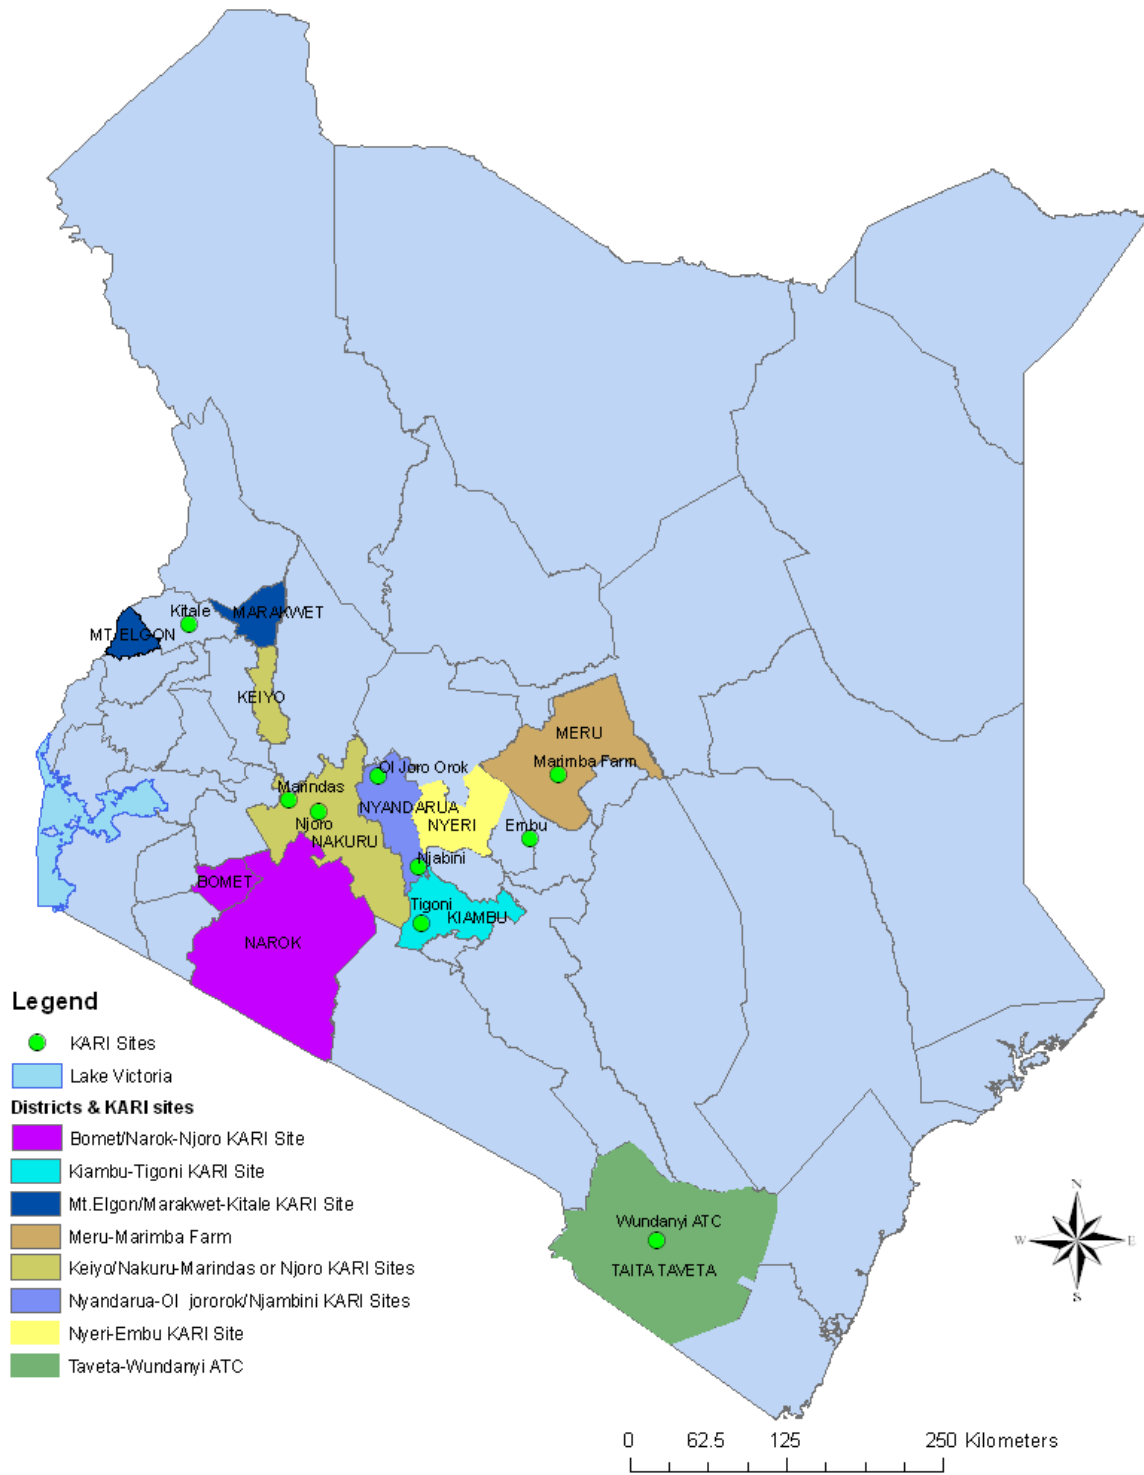 Kitale
MARAKWET
MT. ELGON
KEIYO
MERU
Marimba Farm
Ol Joro Orok
Marindas
NYANDARUA
Njoro
NYERI
Embu
NAKURU
Njabini
BOMET
Tigoni
KIAMBU
NAROK
Legend
KARI Sites
Lake Victoria
Districts & KARI sites
Bomet/Narok-Njoro KARI Site
Kiambu-Tigoni KARI Site
Mt.Elgon/Marakwet-Kitale KARI Site
Meru-Marimba Farm
Keiyo/Nakuru-Marindas or Njoro KARI Sites
Nyandarua-Ol jororok/Njambini KARI Sites
Nyeri-Embu KARI Site
Taveta-Wundanyi ATC
Wundanyi ATC
TAITA TAVETA
N
W E
S
0 62.5 125 250 Kilometers